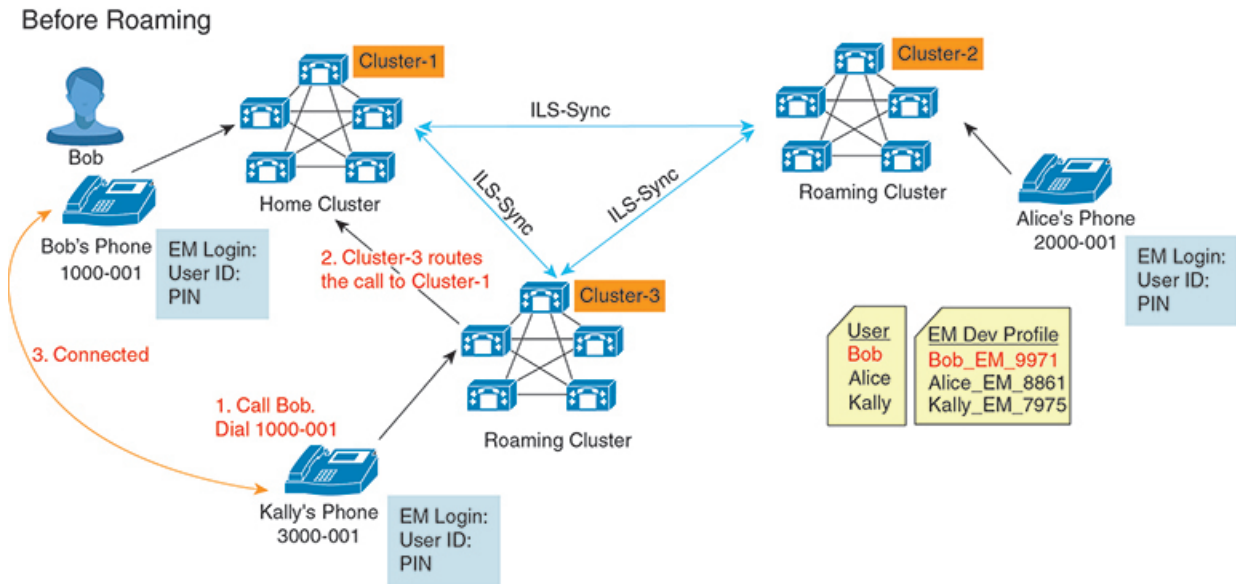 Before Roaming
Cluster-1
Cluster-2
ILS-Sync
Bob
ILS-Sync
ILS-Sync
Home Cluster
Roaming Cluster
Alice's Phone
2000-001
Bob's Phone
1000-001
EM Login:
User ID:
PIN
2. Cluster-3 routes
the call to Cluster-1
EM Login:
User ID:
PIN
Cluster-3
3. Connected
User
Bob
Alice
Kally
EM Dev Profile
Bob_EM_9971
Alice_EM_8861
Kally_EM_7975
1. Call Bob.
Dial 1000-001
Roaming Cluster
Kally's Phone
3000-001
EM Login:
User ID:
PIN